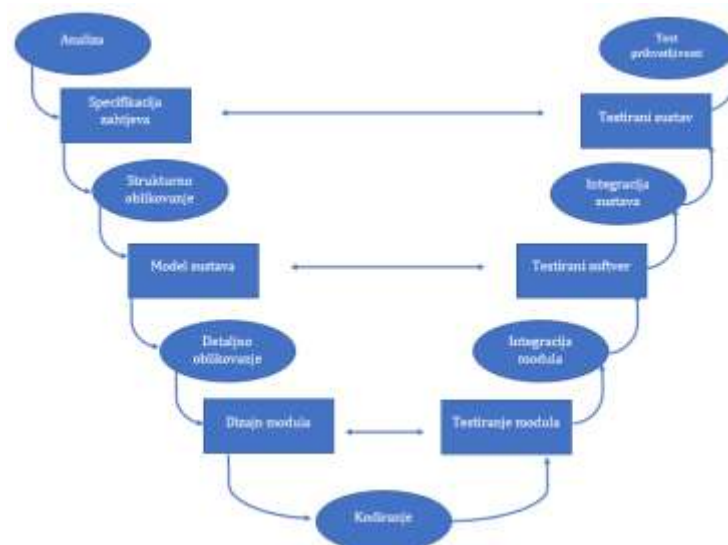 Analiza
Test
prihvatljivosti
Specifikacija
zahtjeva
Testirani sustav
Strukturno
oblikovanje
Integracija
sustava
Model sustava
Testirani softver
Detaljno
oblikovanje
Integracija
modula
Dizajn modula
Testiranje modula
Kodiranje